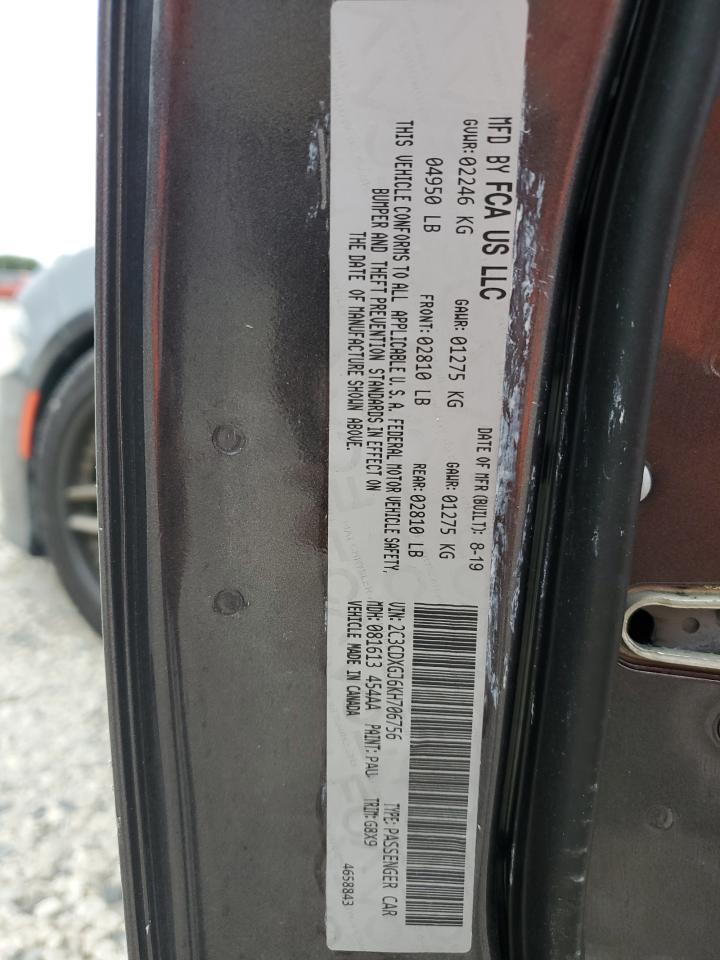 MFD BY FCA US LLC
DATE OF MFR (BUILT): 8-19
GVWR: 02246 KG
GAWR: 01275 KG
GAWR: 01275 KG
04950 LB
FRONT: 02810 LB
REAR: 02810 LB
THIS VEHICLE CONFORMS TO ALL APPLICABLE U.S.A. FEDERAL MOTOR VEHICLE SAFETY,
BUMPER AND THEFT PREVENTION STANDARDS IN EFFECT ON
THE DATE OF MANUFACTURE SHOWN ABOVE.
VIN: 2C3CDXGJ6KH706756
TYPE: PASSENGER CAR
MDH: 081613 454AA
PAINT: PAU
TRIM: G8X9
VEHICLE MADE IN CANADA
4658843